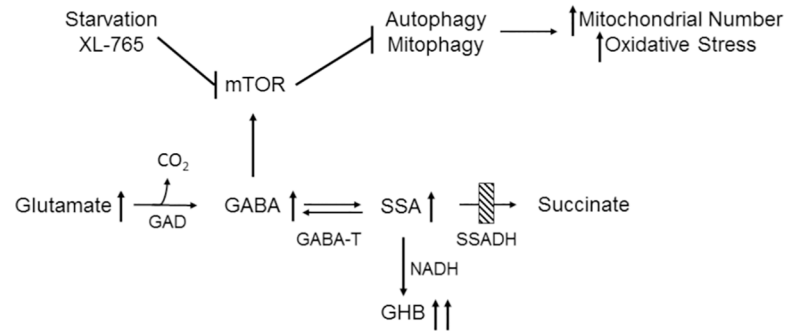 Starvation
XL-765
Autophagy
Mitophagy
Mitochondrial Number
Oxidative Stress
mTOR
CO2
Glutamate
GAD
GABA
GABA-T
SSA
SSADH
Succinate
NADH
GHB